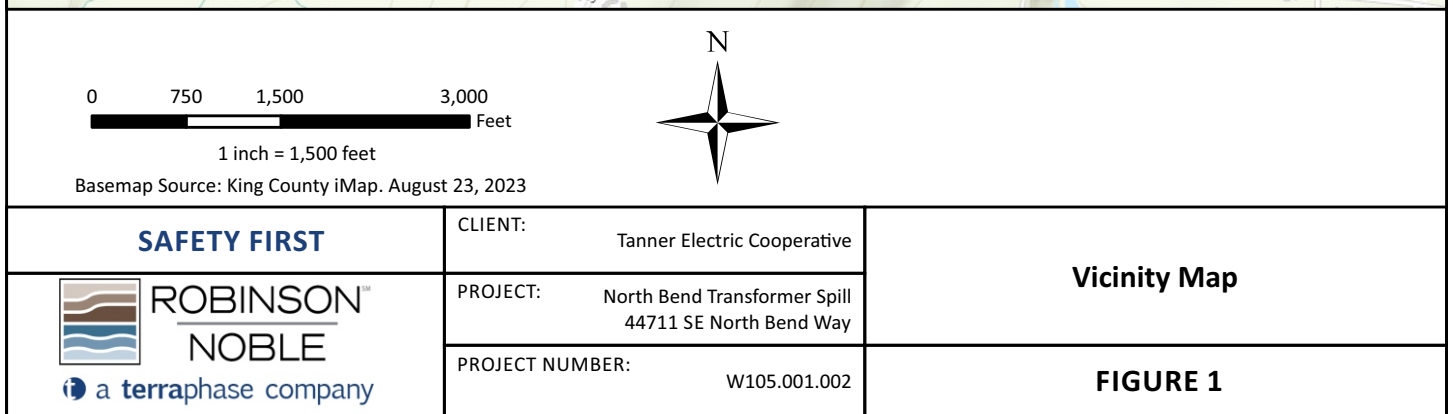 N
0 750 1,500 3,000
Feet
1 inch = 1,500 feet
Basemap Source: King County iMap. August 23, 2023
SAFETY FIRST
ROBINSON℠
NOBLE
a terraphase company
CLIENT:
Tanner Electric Cooperative
PROJECT:
North Bend Transformer Spill
44711 SE North Bend Way
PROJECT NUMBER:
W105.001.002
Vicinity Map
FIGURE 1